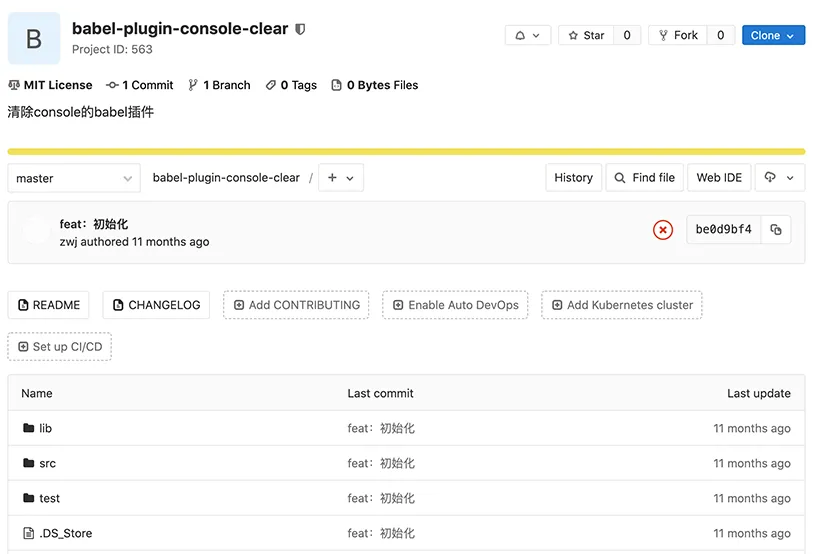 B
babel-plugin-console-clear
Project ID: 563
Star 0
Fork 0
Clone
MIT License 1 Commit 1 Branch 0 Tags 0 Bytes Files
清除console的babel插件
master babel-plugin-console-clear / + History Find file Web IDE
feat：初始化
zwj authored 11 months ago
be0d9bf4
README CHANGELOG Add CONTRIBUTING Enable Auto DevOps Add Kubernetes cluster
Set up CI/CD
Name Last commit Last update
lib feat：初始化 11 months ago
src feat：初始化 11 months ago
test feat：初始化 11 months ago
.DS_Store feat：初始化 11 months ago